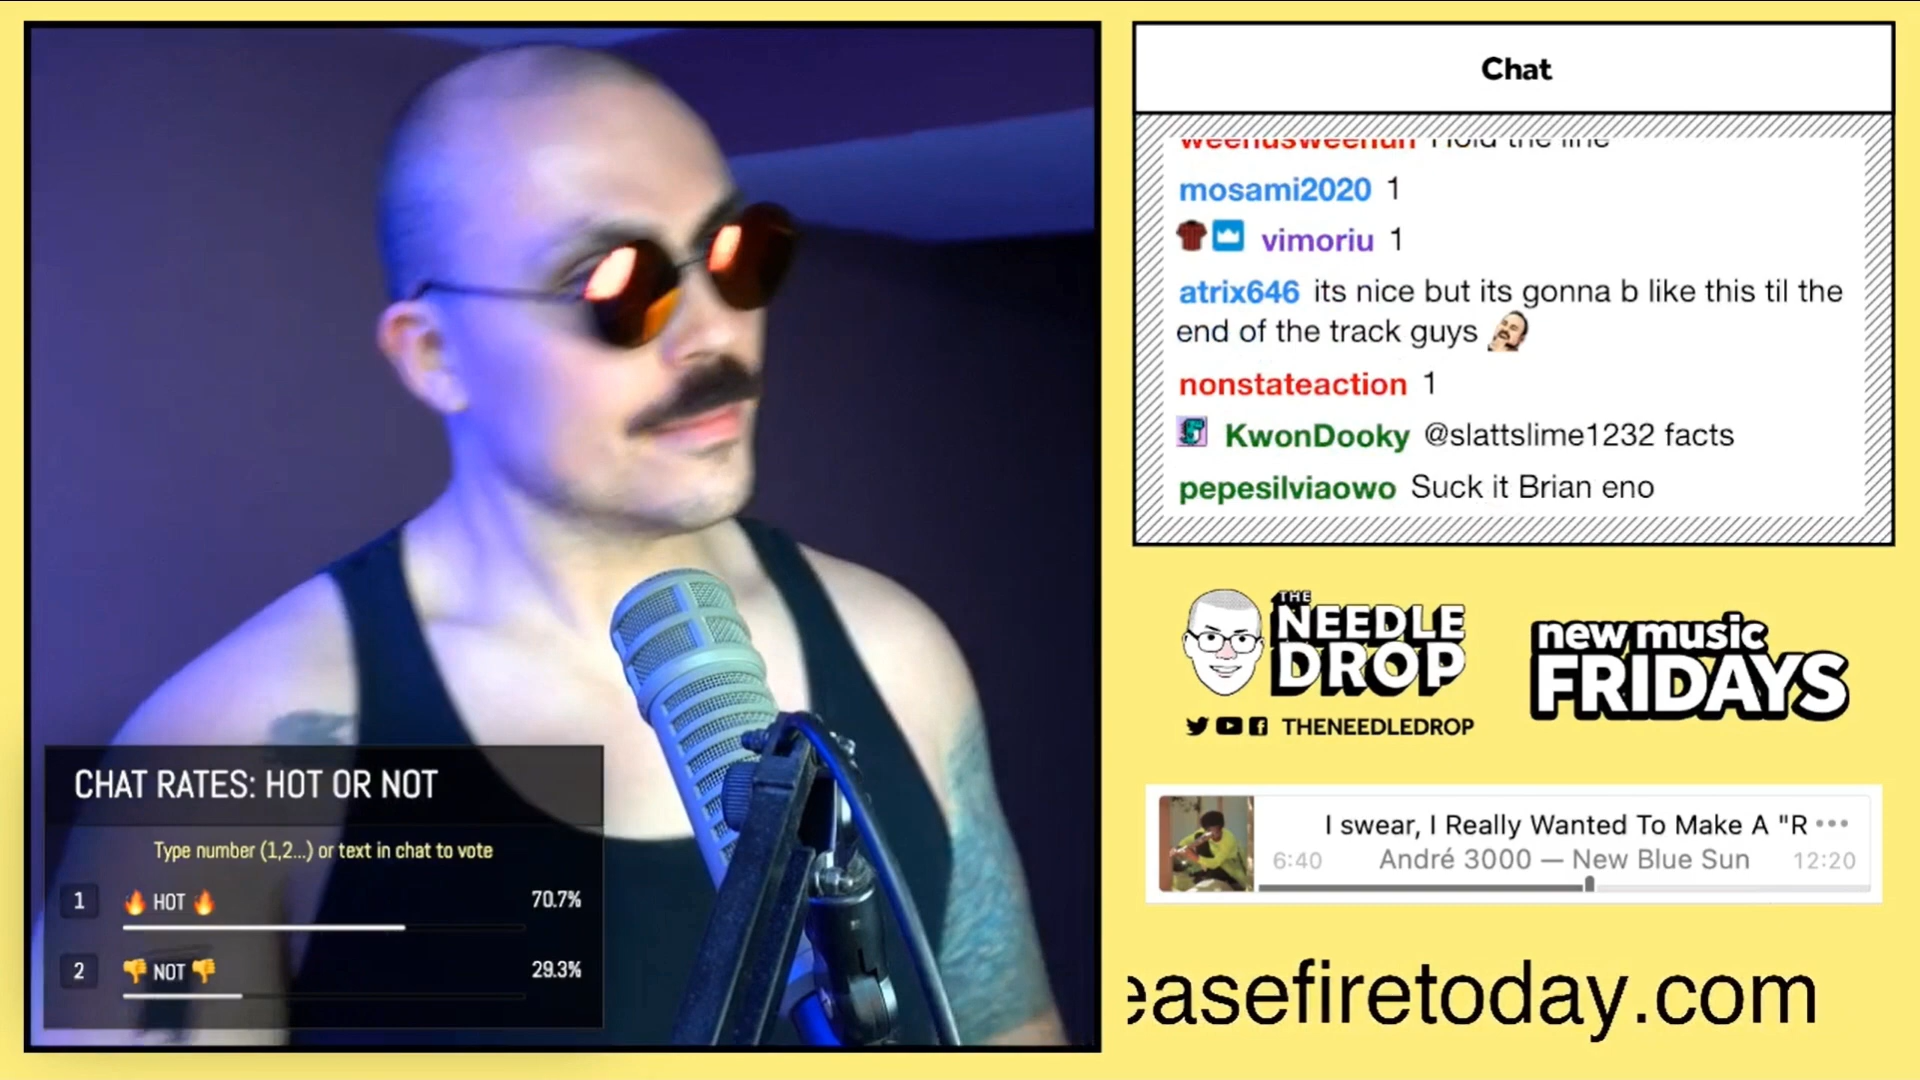 Chat
weenusweenun Hold the line
mosami2020 1
vimoriu 1
atrix646 its nice but its gonna b like this til the
end of the track guys
nonstateaction 1
KwonDooky @slattslime1232 facts
pepesilviaowo Suck it Brian eno
THE
NEEDLE
DROP
THENEEDLEDROP
new music
FRIDAYS
I swear, I Really Wanted To Make A "R •••
6:40 André 3000 — New Blue Sun 12:20
easefiretoday.com
CHAT RATES: HOT OR NOT
Type number (1,2...) or text in chat to vote
1 🔥 HOT 🔥 70.7%
2 👎 NOT 👎 29.3%